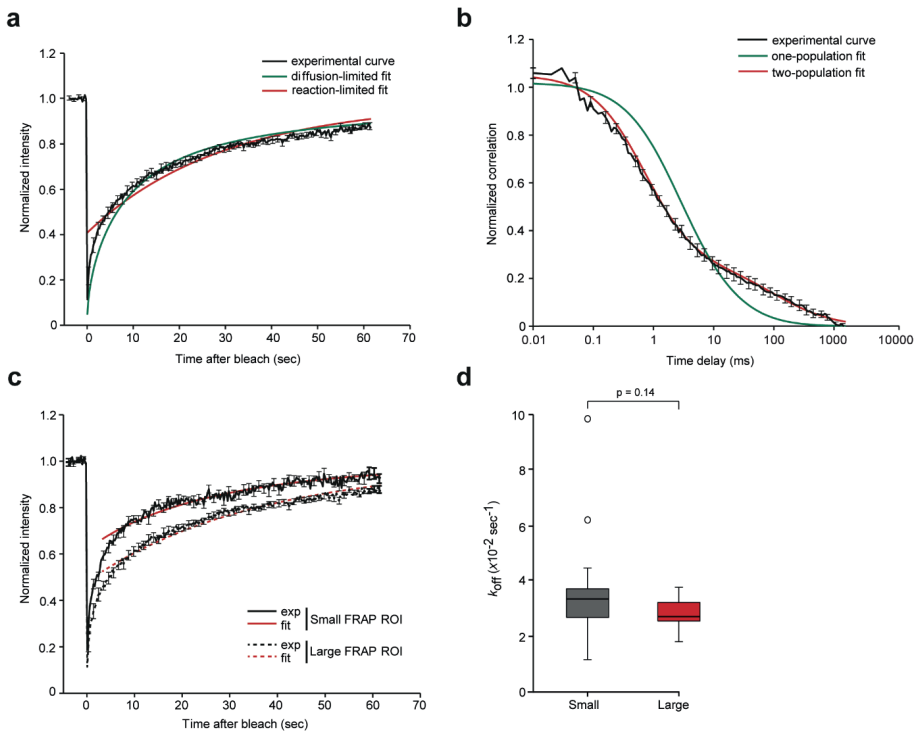 a
1.2
1.0
0.8
0.6
0.4
0.2
0
0 10 20 30 40 50 60 70
Normalized intensity
Time after bleach (sec)
experimental curve
diffusion-limited fit
reaction-limited fit
b
1.2
1.0
0.8
0.6
0.4
0.2
0
0.01 0.1 1 10 100 1000 10000
Normalized correlation
Time delay (ms)
experimental curve
one-population fit
two-population fit
c
1.2
1.0
0.8
0.6
0.4
0.2
0
0 10 20 30 40 50 60 70
Normalized intensity
Time after bleach (sec)
exp
fit
Small FRAP ROI
exp
fit
Large FRAP ROI
d
p = 0.14
10
8
6
4
2
0
koff (x10-2 sec-1)
Small Large